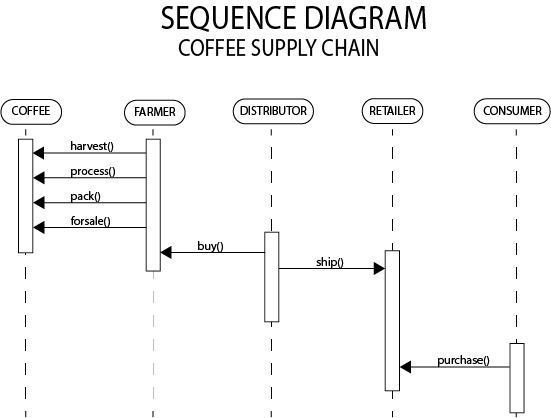 SEQUENCE DIAGRAM
COFFEE SUPPLY CHAIN
COFFEE
FARMER
DISTRIBUTOR
RETAILER
CONSUMER
harvest()
process()
pack()
forsale()
buy()
ship()
purchase()